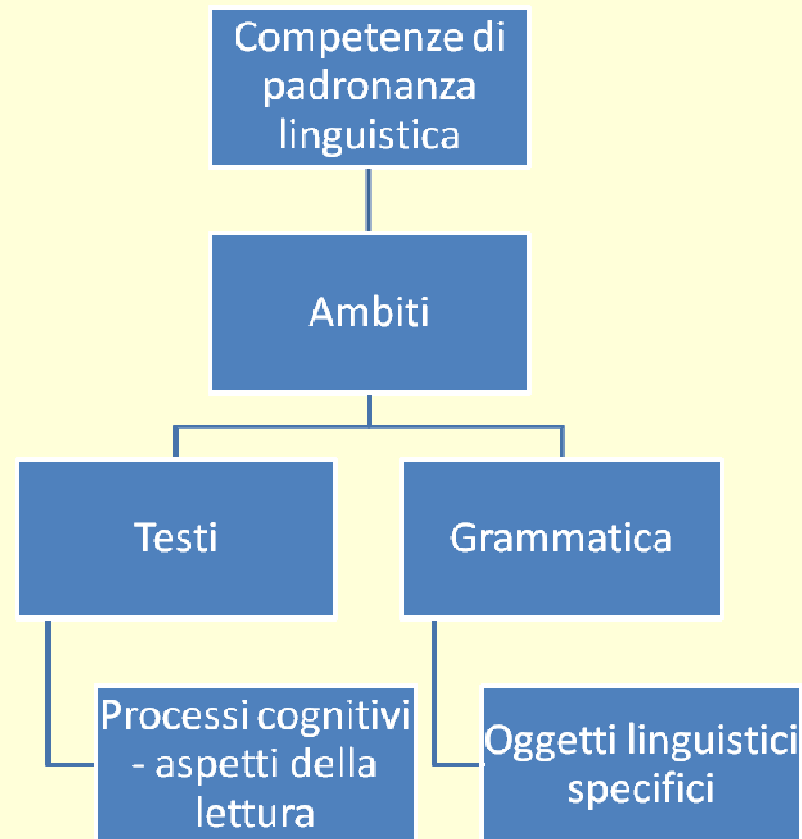 Competenze di
padronanza
linguistica
Ambiti
Testi
Grammatica
Processi cognitivi
- aspetti della
lettura
Oggetti linguistici
specifici